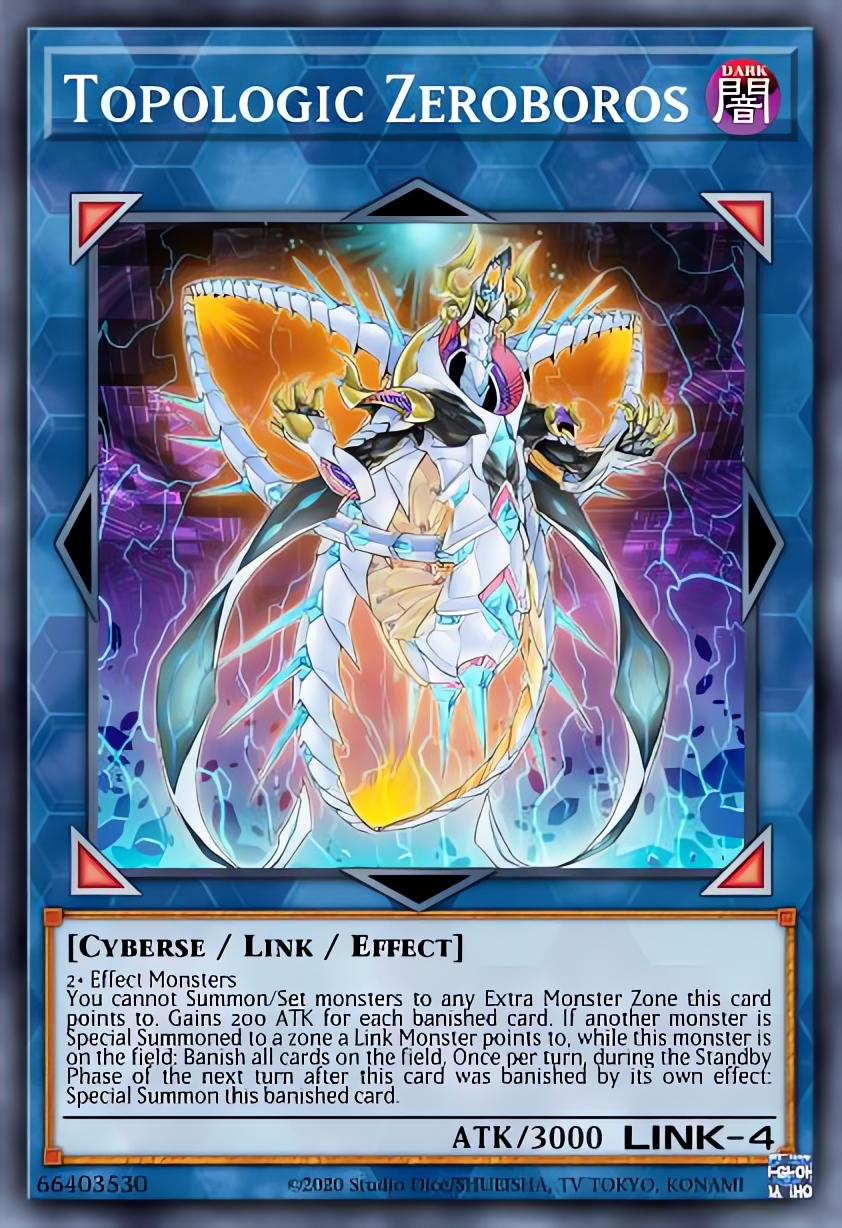 TOPOLOGIC ZEROBOROS
DARK
闇
[CYBERSE / LINK / EFFECT]
2+ Effect Monsters
You cannot Summon/Set monsters to any Extra Monster Zone this card
points to. Gains 200 ATK for each banished card. If another monster is
Special Summoned to a zone a Link Monster points to, while this monster is
on the field: Banish all cards on the field. Once per turn, during the Standby
Phase of the next turn after this card was banished by its own effect:
Special Summon this banished card.
ATK/3000 LINK-4
66403530 ©2020 Studio Dice/SHUEISHA, TV TOKYO, KONAMI